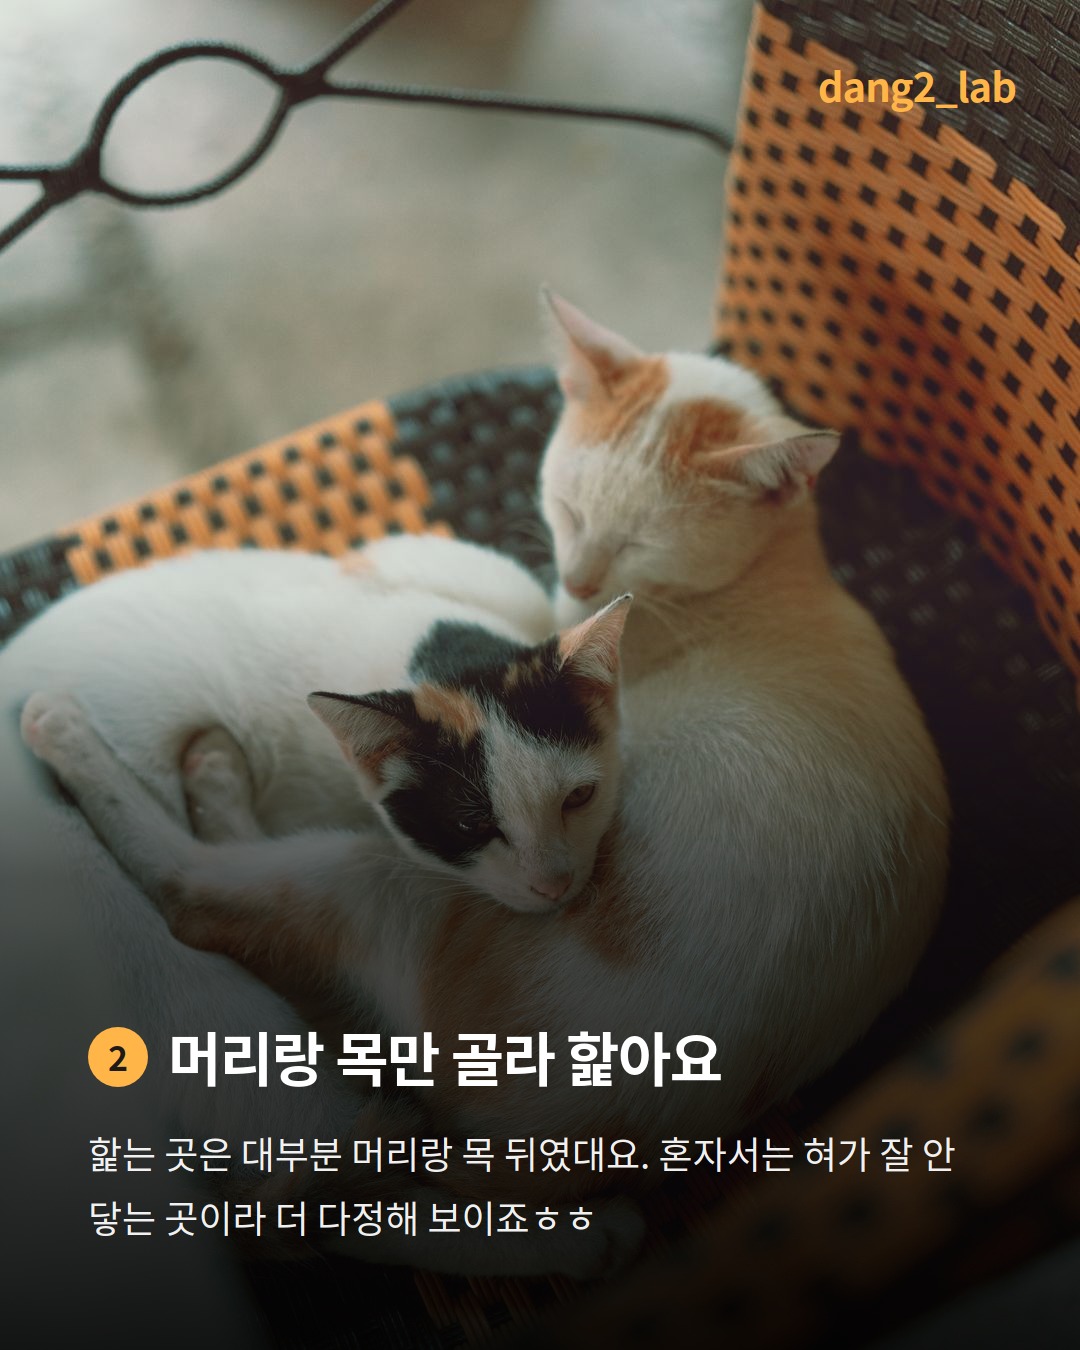 dang2_lab
2 머리랑 목만 골라 핥아요
핥는 곳은 대부분 머리랑 목 뒤였대요. 혼자서는 혀가 잘 안
닿는 곳이라 더 다정해 보이죠ㅎㅎ